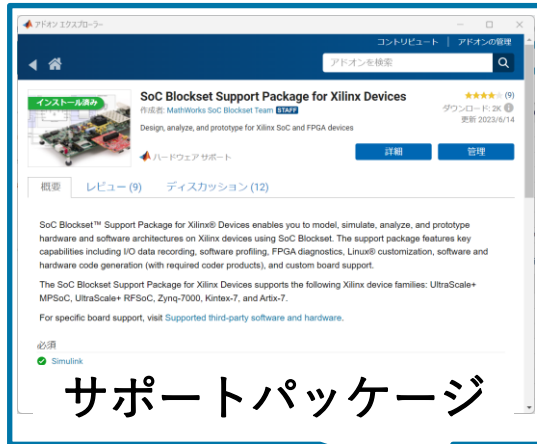 アドオン エクスプローラー
コントリビュート | アドオンの管理
アドオンを検索
インストール済み
SoC Blockset Support Package for Xilinx Devices
作成者: MathWorks SoC Blockset Team STAFF
Design, analyze, and prototype for Xilinx SoC and FPGA devices
(9)
ダウンロード: 2K
更新 2023/6/14
ハードウェア サポート
詳細
管理
概要 レビュー (9) ディスカッション (12)
SoC Blockset™ Support Package for Xilinx® Devices enables you to model, simulate, analyze, and prototype
hardware and software architectures on Xilinx devices using SoC Blockset. The support package features key
capabilities including I/O data recording, software profiling, FPGA diagnostics, Linux® customization, software and
hardware code generation (with required coder products), and custom board support.
The SoC Blockset Support Package for Xilinx Devices supports the following Xilinx device families: UltraScale+
MPSoC, UltraScale+ RFSoC, Zynq-7000, Kintex-7, and Artix-7.
For specific board support, visit Supported third-party software and hardware.
必須
Simulink
サポートパッケージ